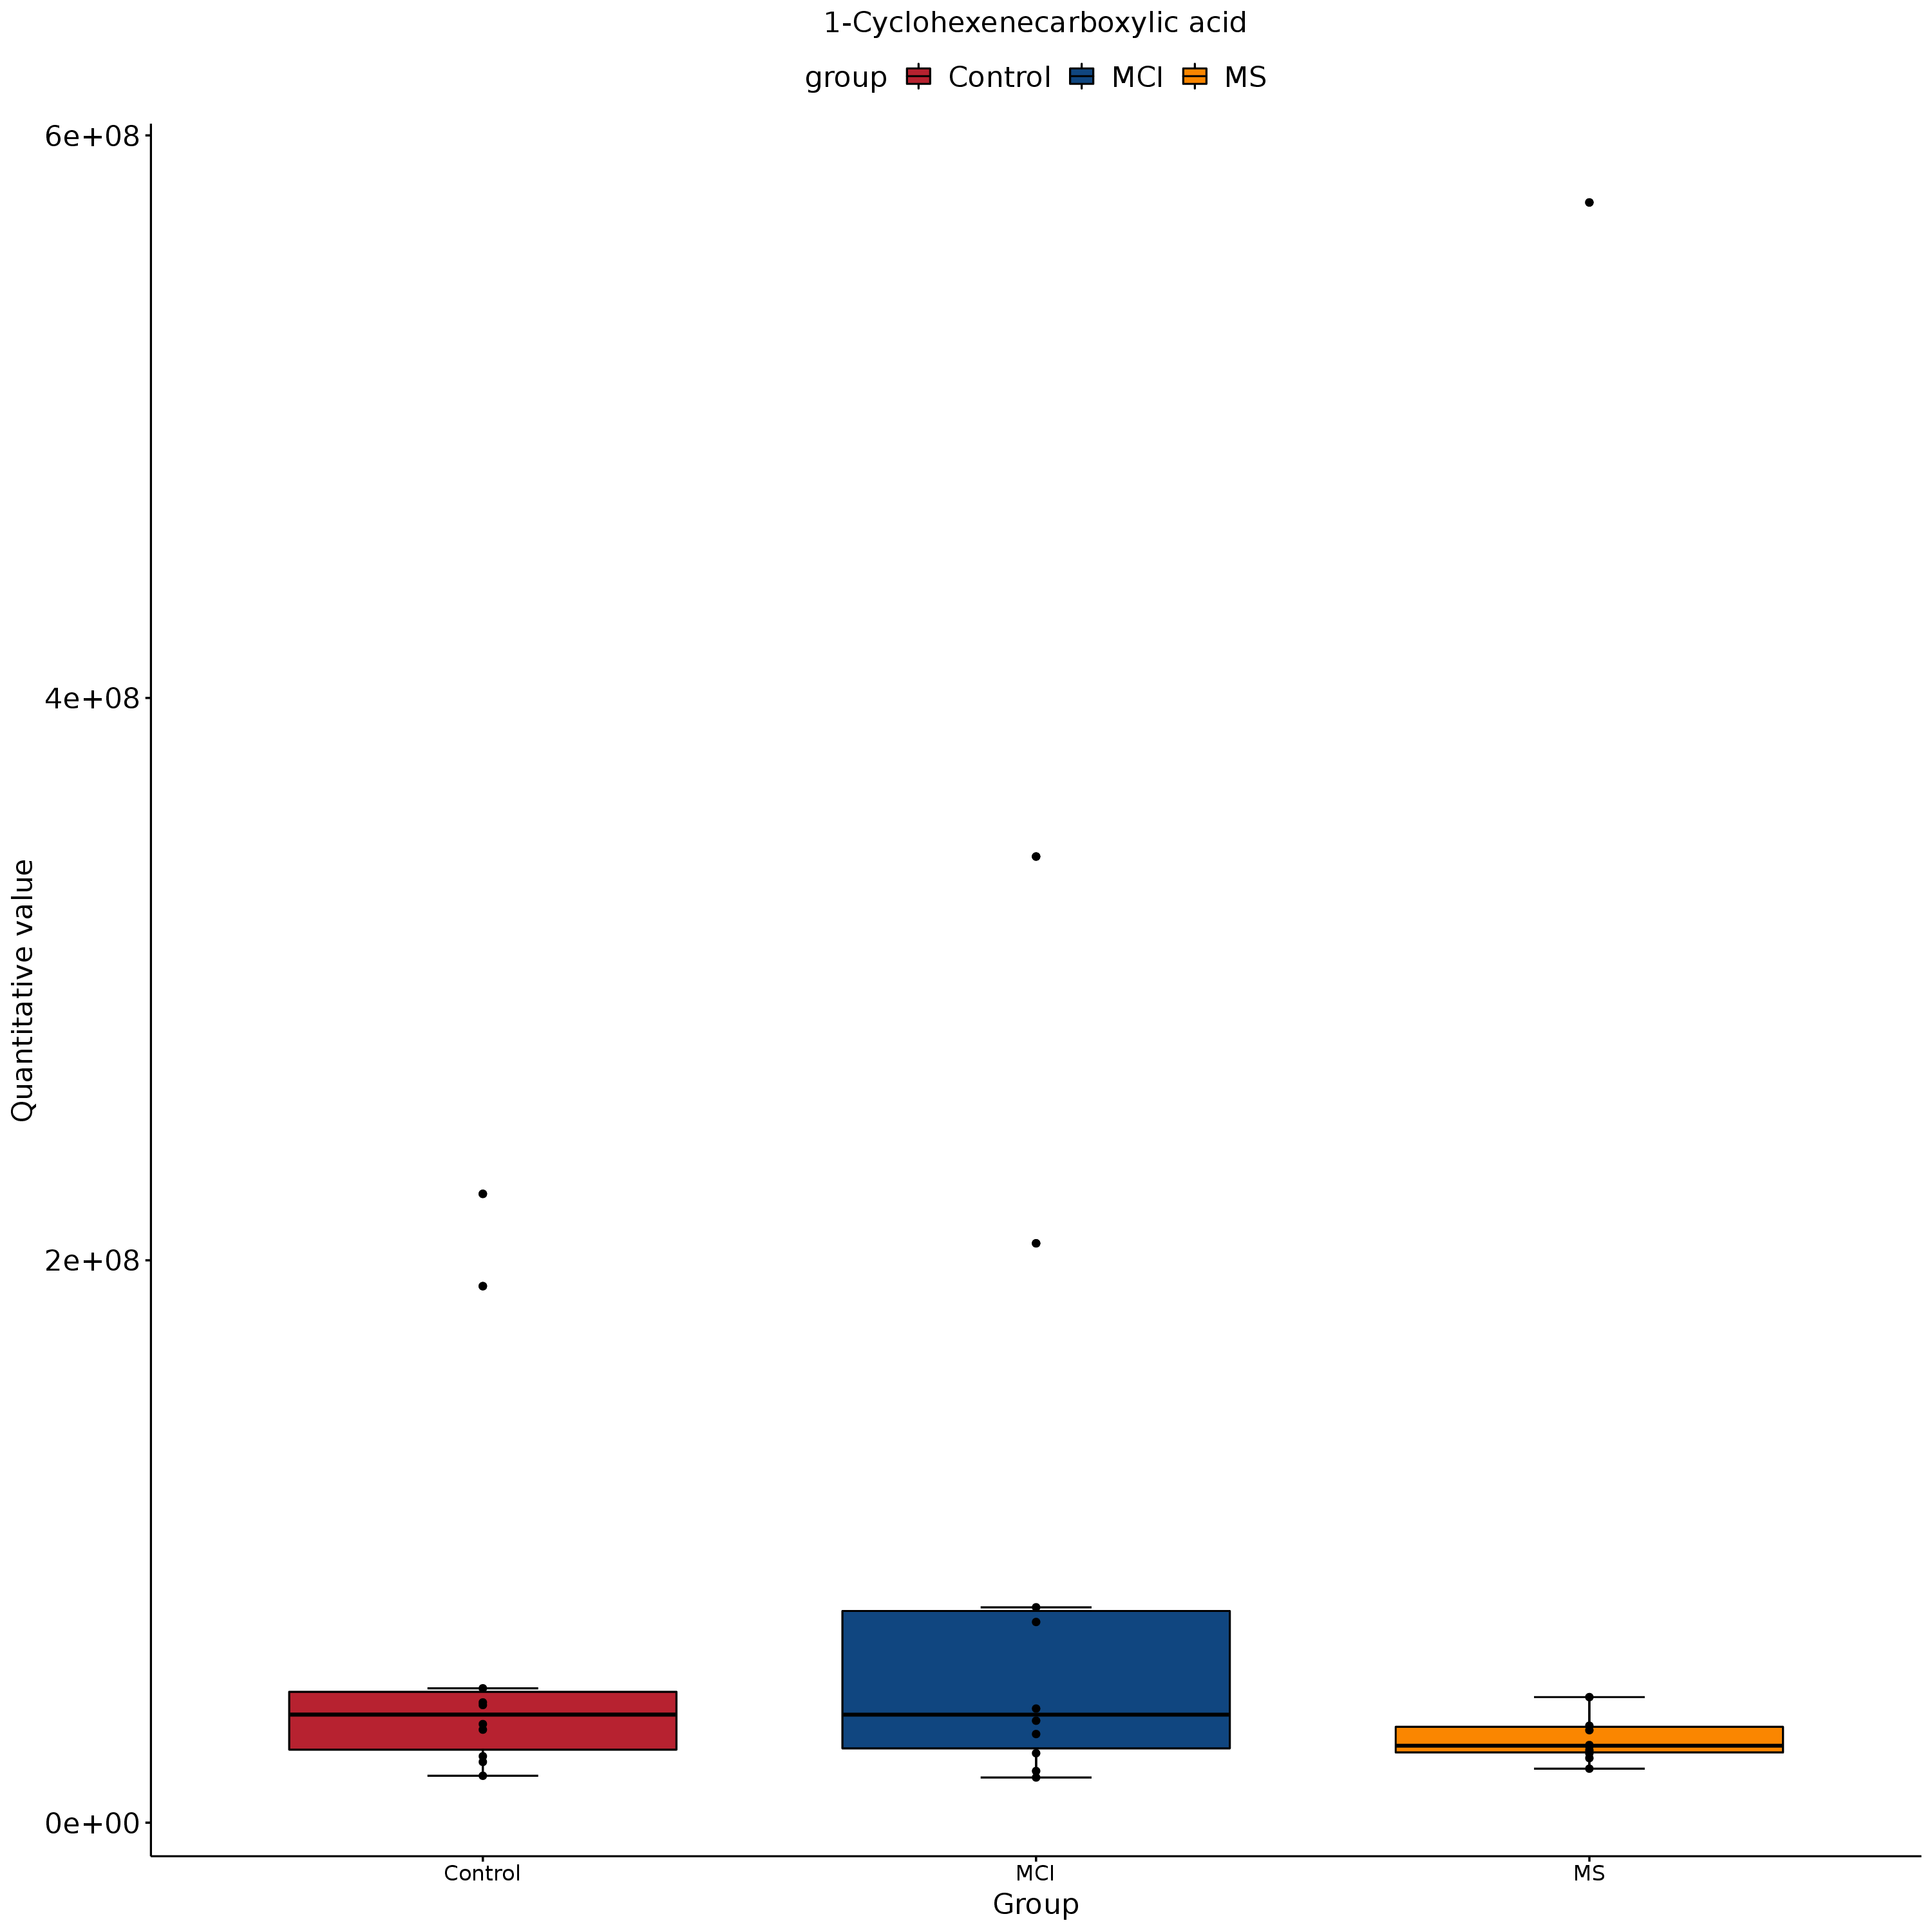 1-Cyclohexenecarboxylic acid
group Control MCI MS
6e+08
4e+08
2e+08
0e+00
Quantitative value
Control MCI MS
Group